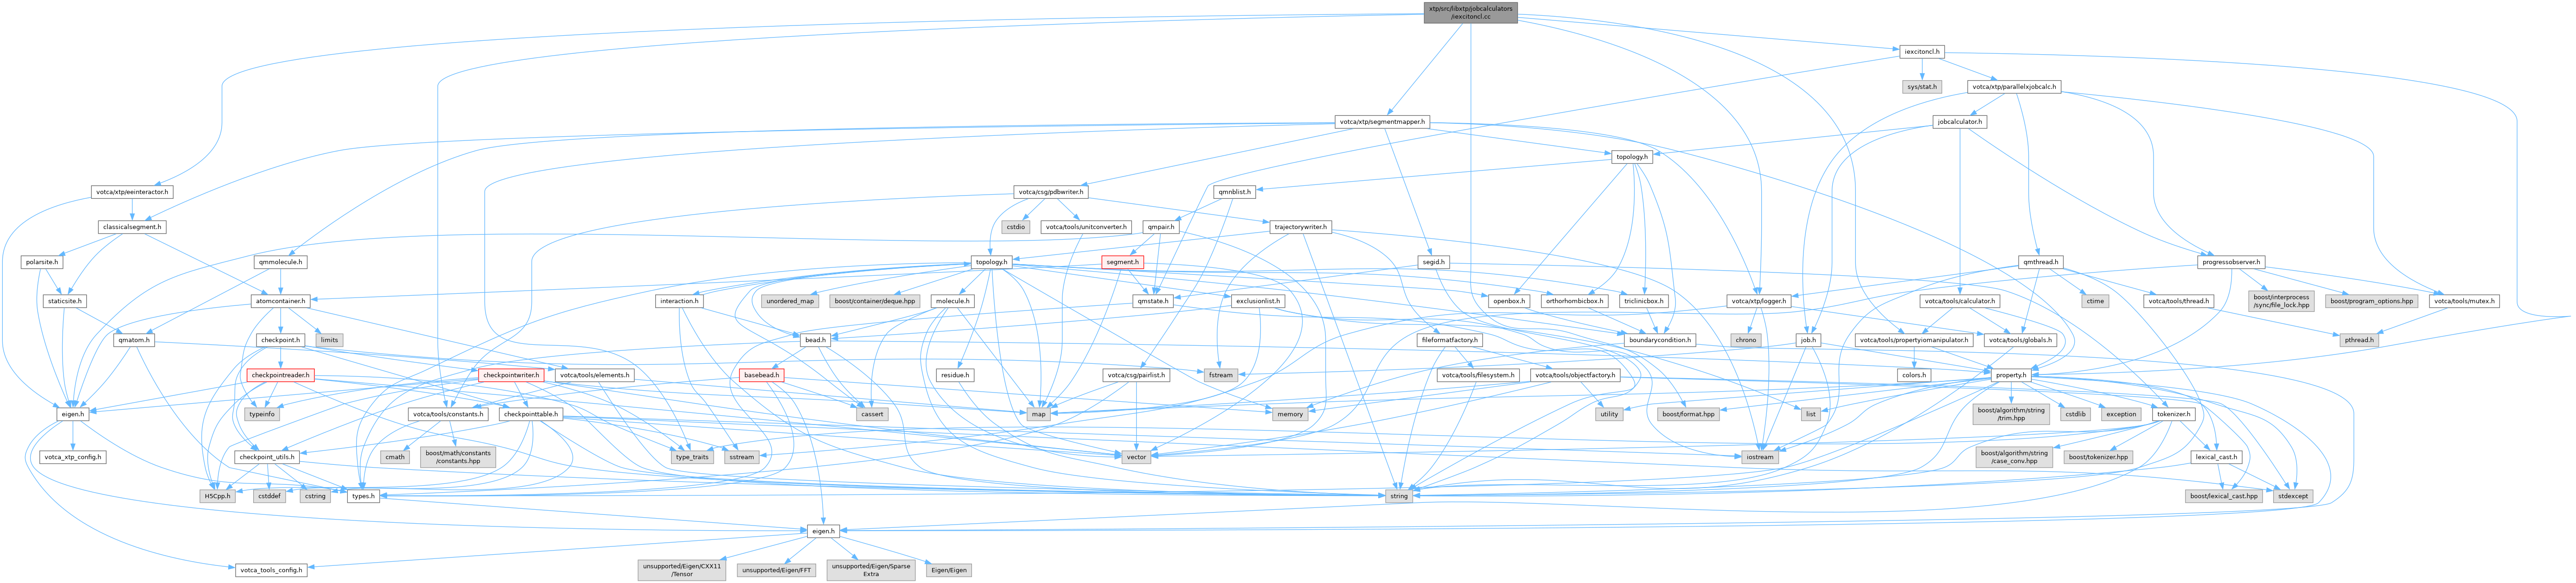 xtp/src/libxtp/jobcalculators
/iexcitoncl.cc
iexcitoncl.h
sys/stat.h
votca/xtp/parallelxjobcalc.h
votca/xtp/segmentmapper.h
jobcalculator.h
topology.h
votca/xtp/eeinteractor.h
votca/csg/pdbwriter.h
qmnblist.h
classicalsegment.h
cstdio
votca/tools/unitconverter.h
qmpair.h
trajectorywriter.h
polarsite.h
qmmolecule.h
topology.h
segment.h
segid.h
qmthread.h
progressobserver.h
staticsite.h
atomcontainer.h
interaction.h
unordered_map
boost/container/deque.hpp
molecule.h
qmstate.h
exclusionlist.h
openbox.h
orthorhombicbox.h
triclinicbox.h
votca/xtp/logger.h
votca/tools/calculator.h
ctime
votca/tools/thread.h
boost/interprocess
/sync/file_lock.hpp
boost/program_options.hpp
votca/tools/mutex.h
qmatom.h
checkpoint.h
limits
bead.h
fileformatfactory.h
boundarycondition.h
chrono
job.h
votca/tools/propertyiomanipulator.h
votca/tools/globals.h
pthread.h
checkpointreader.h
checkpointwriter.h
fstream
votca/tools/elements.h
basebead.h
residue.h
votca/csg/pairlist.h
votca/tools/filesystem.h
votca/tools/objectfactory.h
colors.h
property.h
eigen.h
typeinfo
votca/tools/constants.h
checkpointtable.h
cassert
map
memory
utility
boost/format.hpp
list
boost/algorithm/string
/trim.hpp
cstdlib
exception
tokenizer.h
votca_xtp_config.h
checkpoint_utils.h
cmath
boost/math/constants
/constants.hpp
type_traits
sstream
vector
iostream
boost/algorithm/string
/case_conv.hpp
boost/tokenizer.hpp
lexical_cast.h
H5Cpp.h
cstddef
cstring
types.h
string
boost/lexical_cast.hpp
stdexcept
eigen.h
votca_tools_config.h
unsupported/Eigen/CXX11
/Tensor
unsupported/Eigen/FFT
unsupported/Eigen/Sparse
Extra
Eigen/Eigen